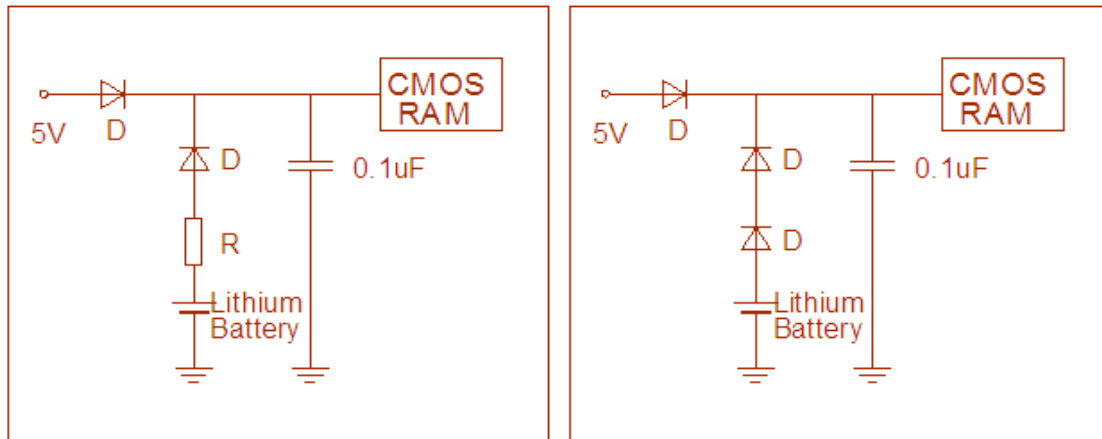 CMOS
RAM
5V
D
D
0.1uF
R
Lithium
Battery
CMOS
RAM
5V
D
D
0.1uF
D
Lithium
Battery